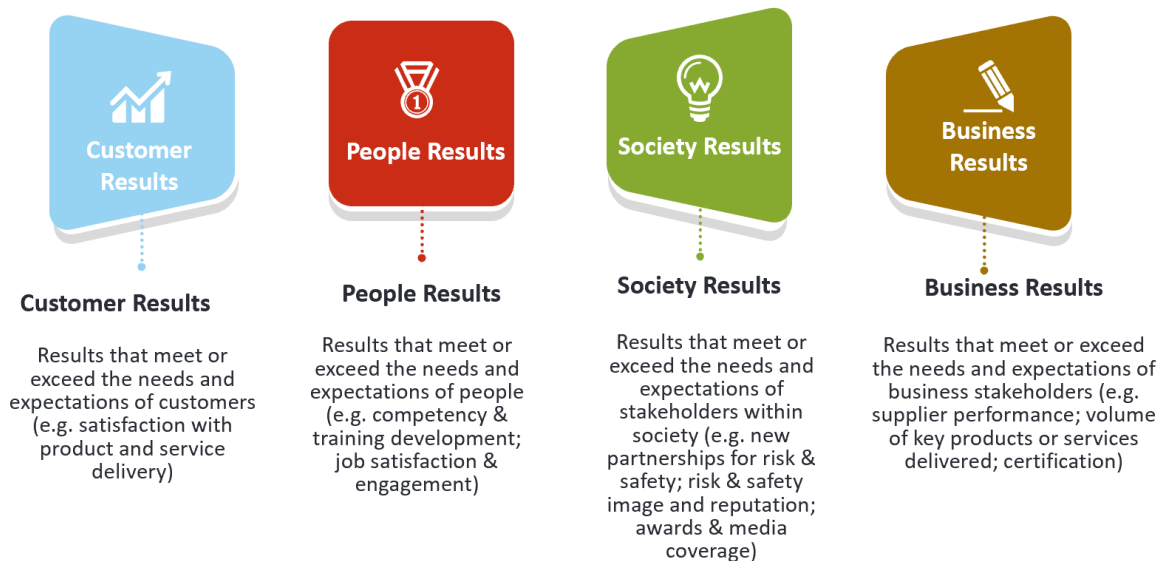 Customer
Results
1
People Results
Society Results
Business
Results
Customer Results
Results that meet or
exceed the needs and
expectations of customers
(e.g. satisfaction with
product and service
delivery)
People Results
Results that meet or
exceed the needs and
expectations of people
(e.g. competency &
training development;
job satisfaction &
engagement)
Society Results
Results that meet or
exceed the needs and
expectations of
stakeholders within
society (e.g. new
partnerships for risk &
safety; risk & safety
image and reputation;
awards & media
coverage)
Business Results
Results that meet or exceed
the needs and expectations of
business stakeholders (e.g.
supplier performance; volume
of key products or services
delivered; certification)